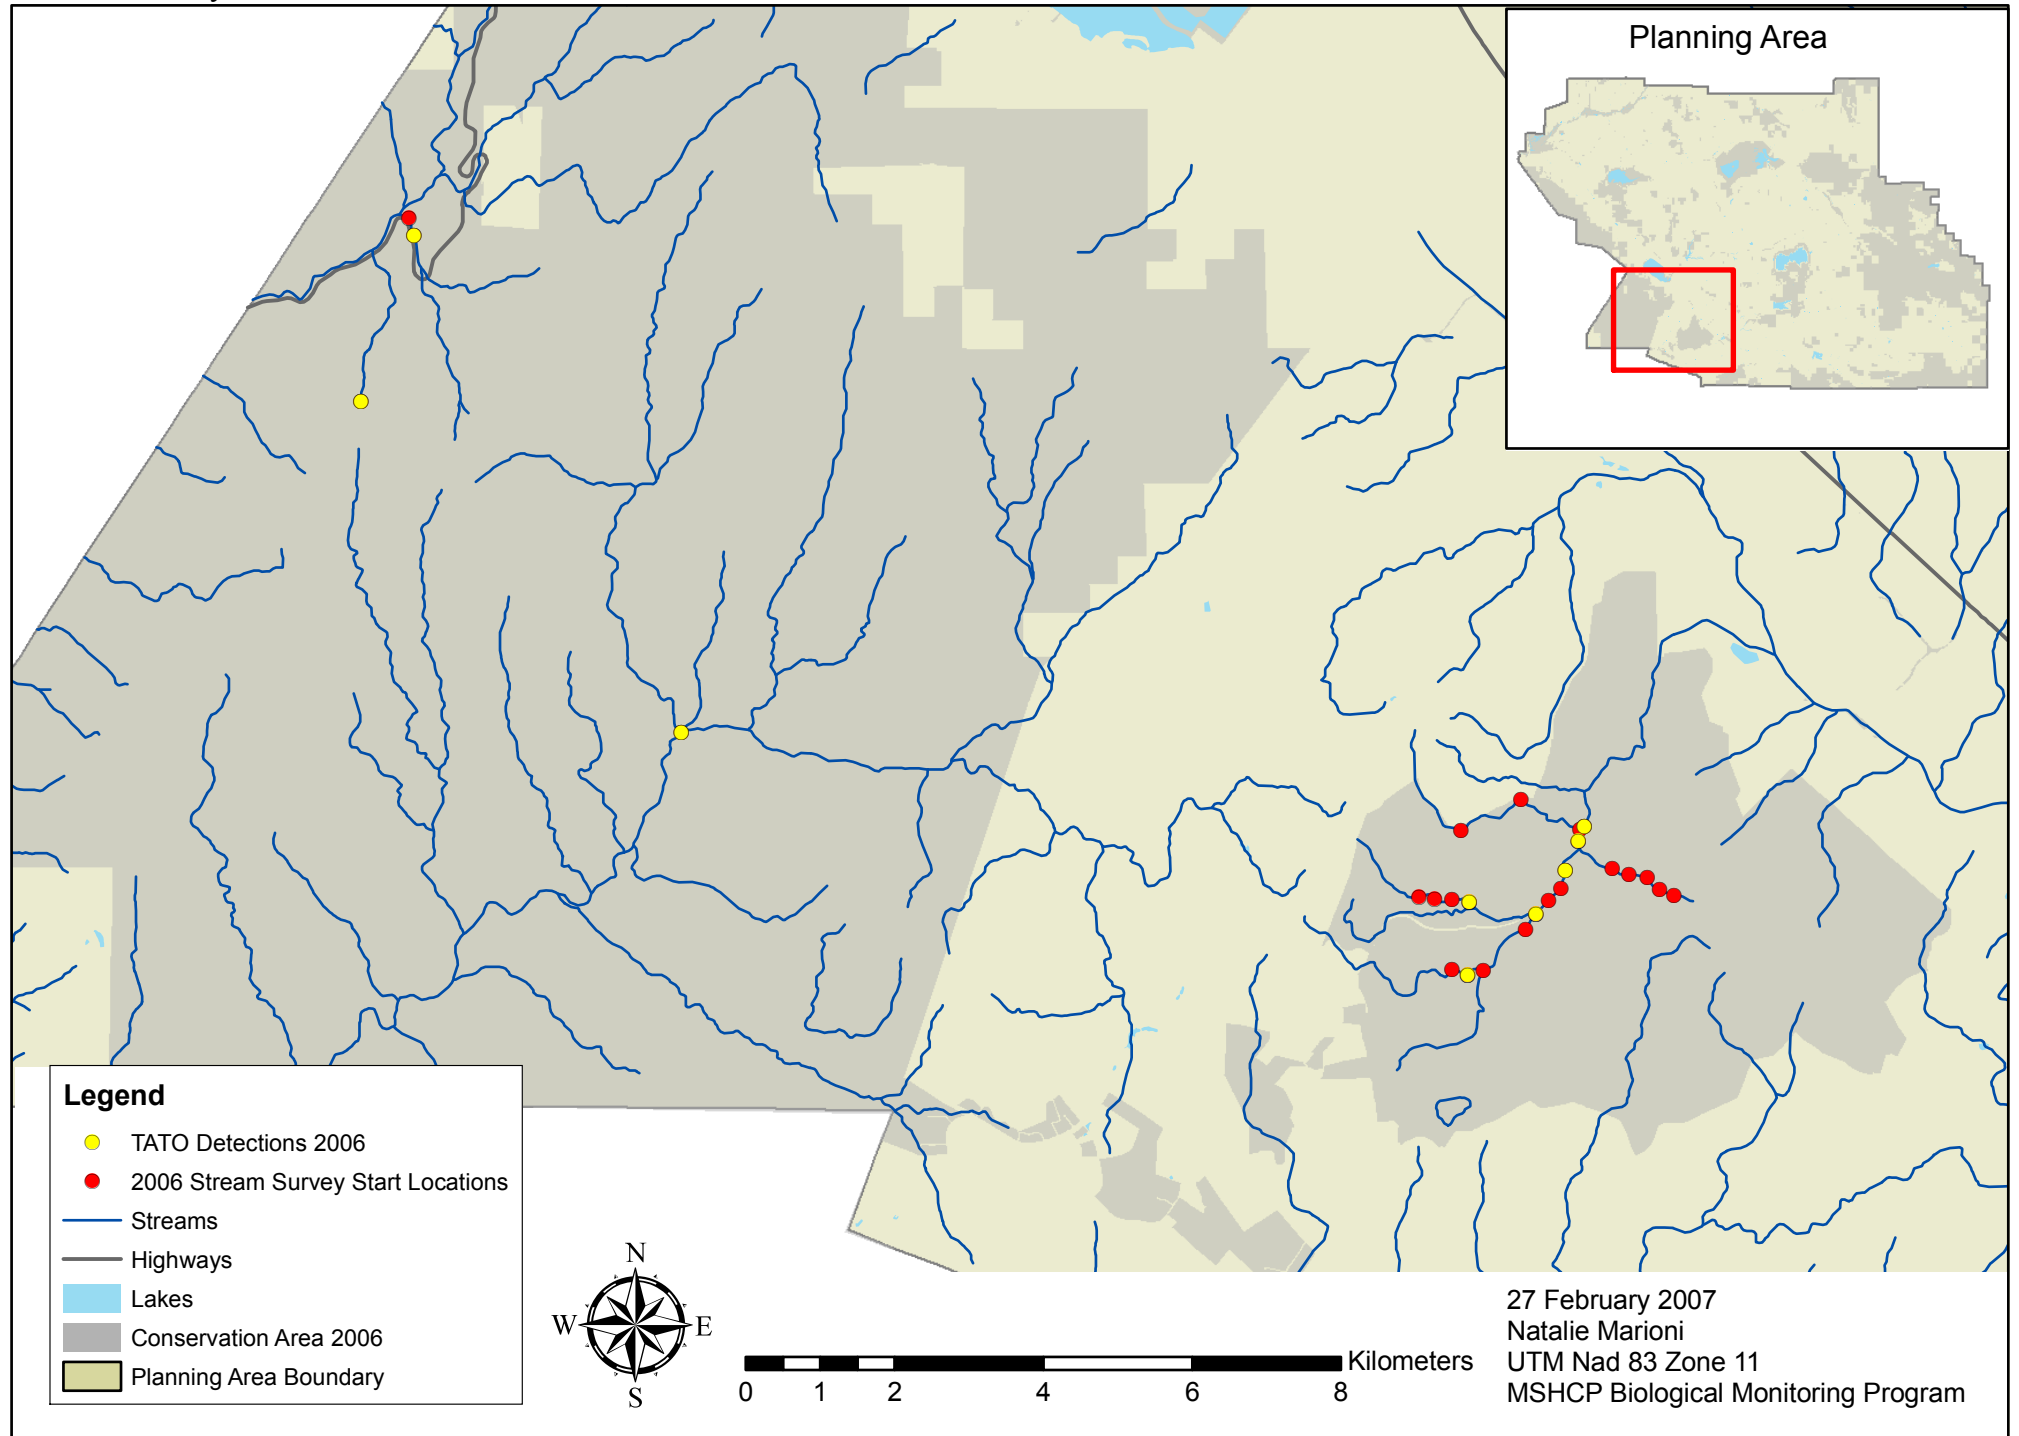 Planning Area
Legend
TATO Detections 2006
2006 Stream Survey Start Locations
Streams
Highways
Lakes
Conservation Area 2006
Planning Area Boundary
N
W E
S
Kilometers
0 1 2 4 6 8
27 February 2007
Natalie Marioni
UTM Nad 83 Zone 11
MSHCP Biological Monitoring Program